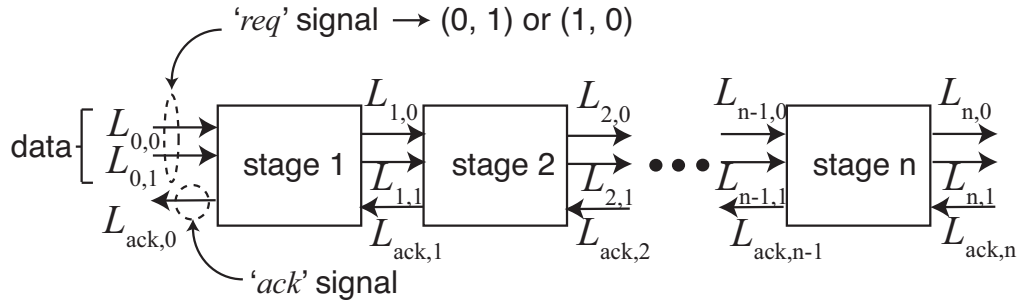 'req' signal → (0, 1) or (1, 0)
data
L0,0
L0,1
Lack,0
stage 1
L1,0
L1,1
Lack,1
stage 2
L2,0
L2,1
Lack,2
•••
Ln-1,0
Ln-1,1
Lack,n-1
stage n
Ln,0
Ln,1
Lack,n
'ack' signal